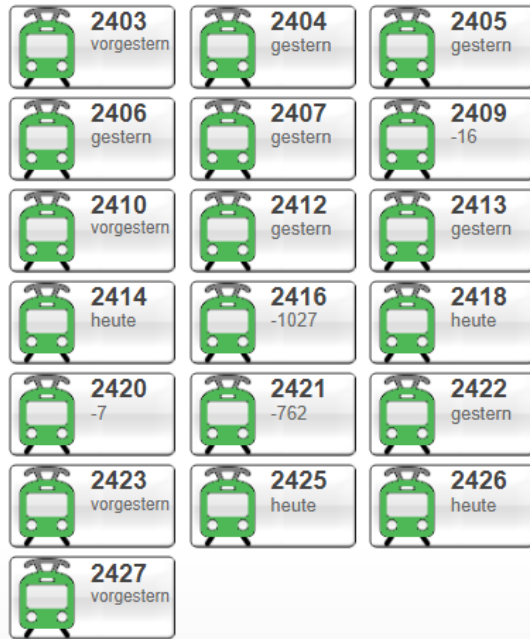 2403
vorgestern
2404
gestern
2405
gestern
2406
gestern
2407
gestern
2409
-16
2410
vorgestern
2412
gestern
2413
gestern
2414
heute
2416
-1027
2418
heute
2420
-7
2421
-762
2422
gestern
2423
vorgestern
2425
heute
2426
heute
2427
vorgestern